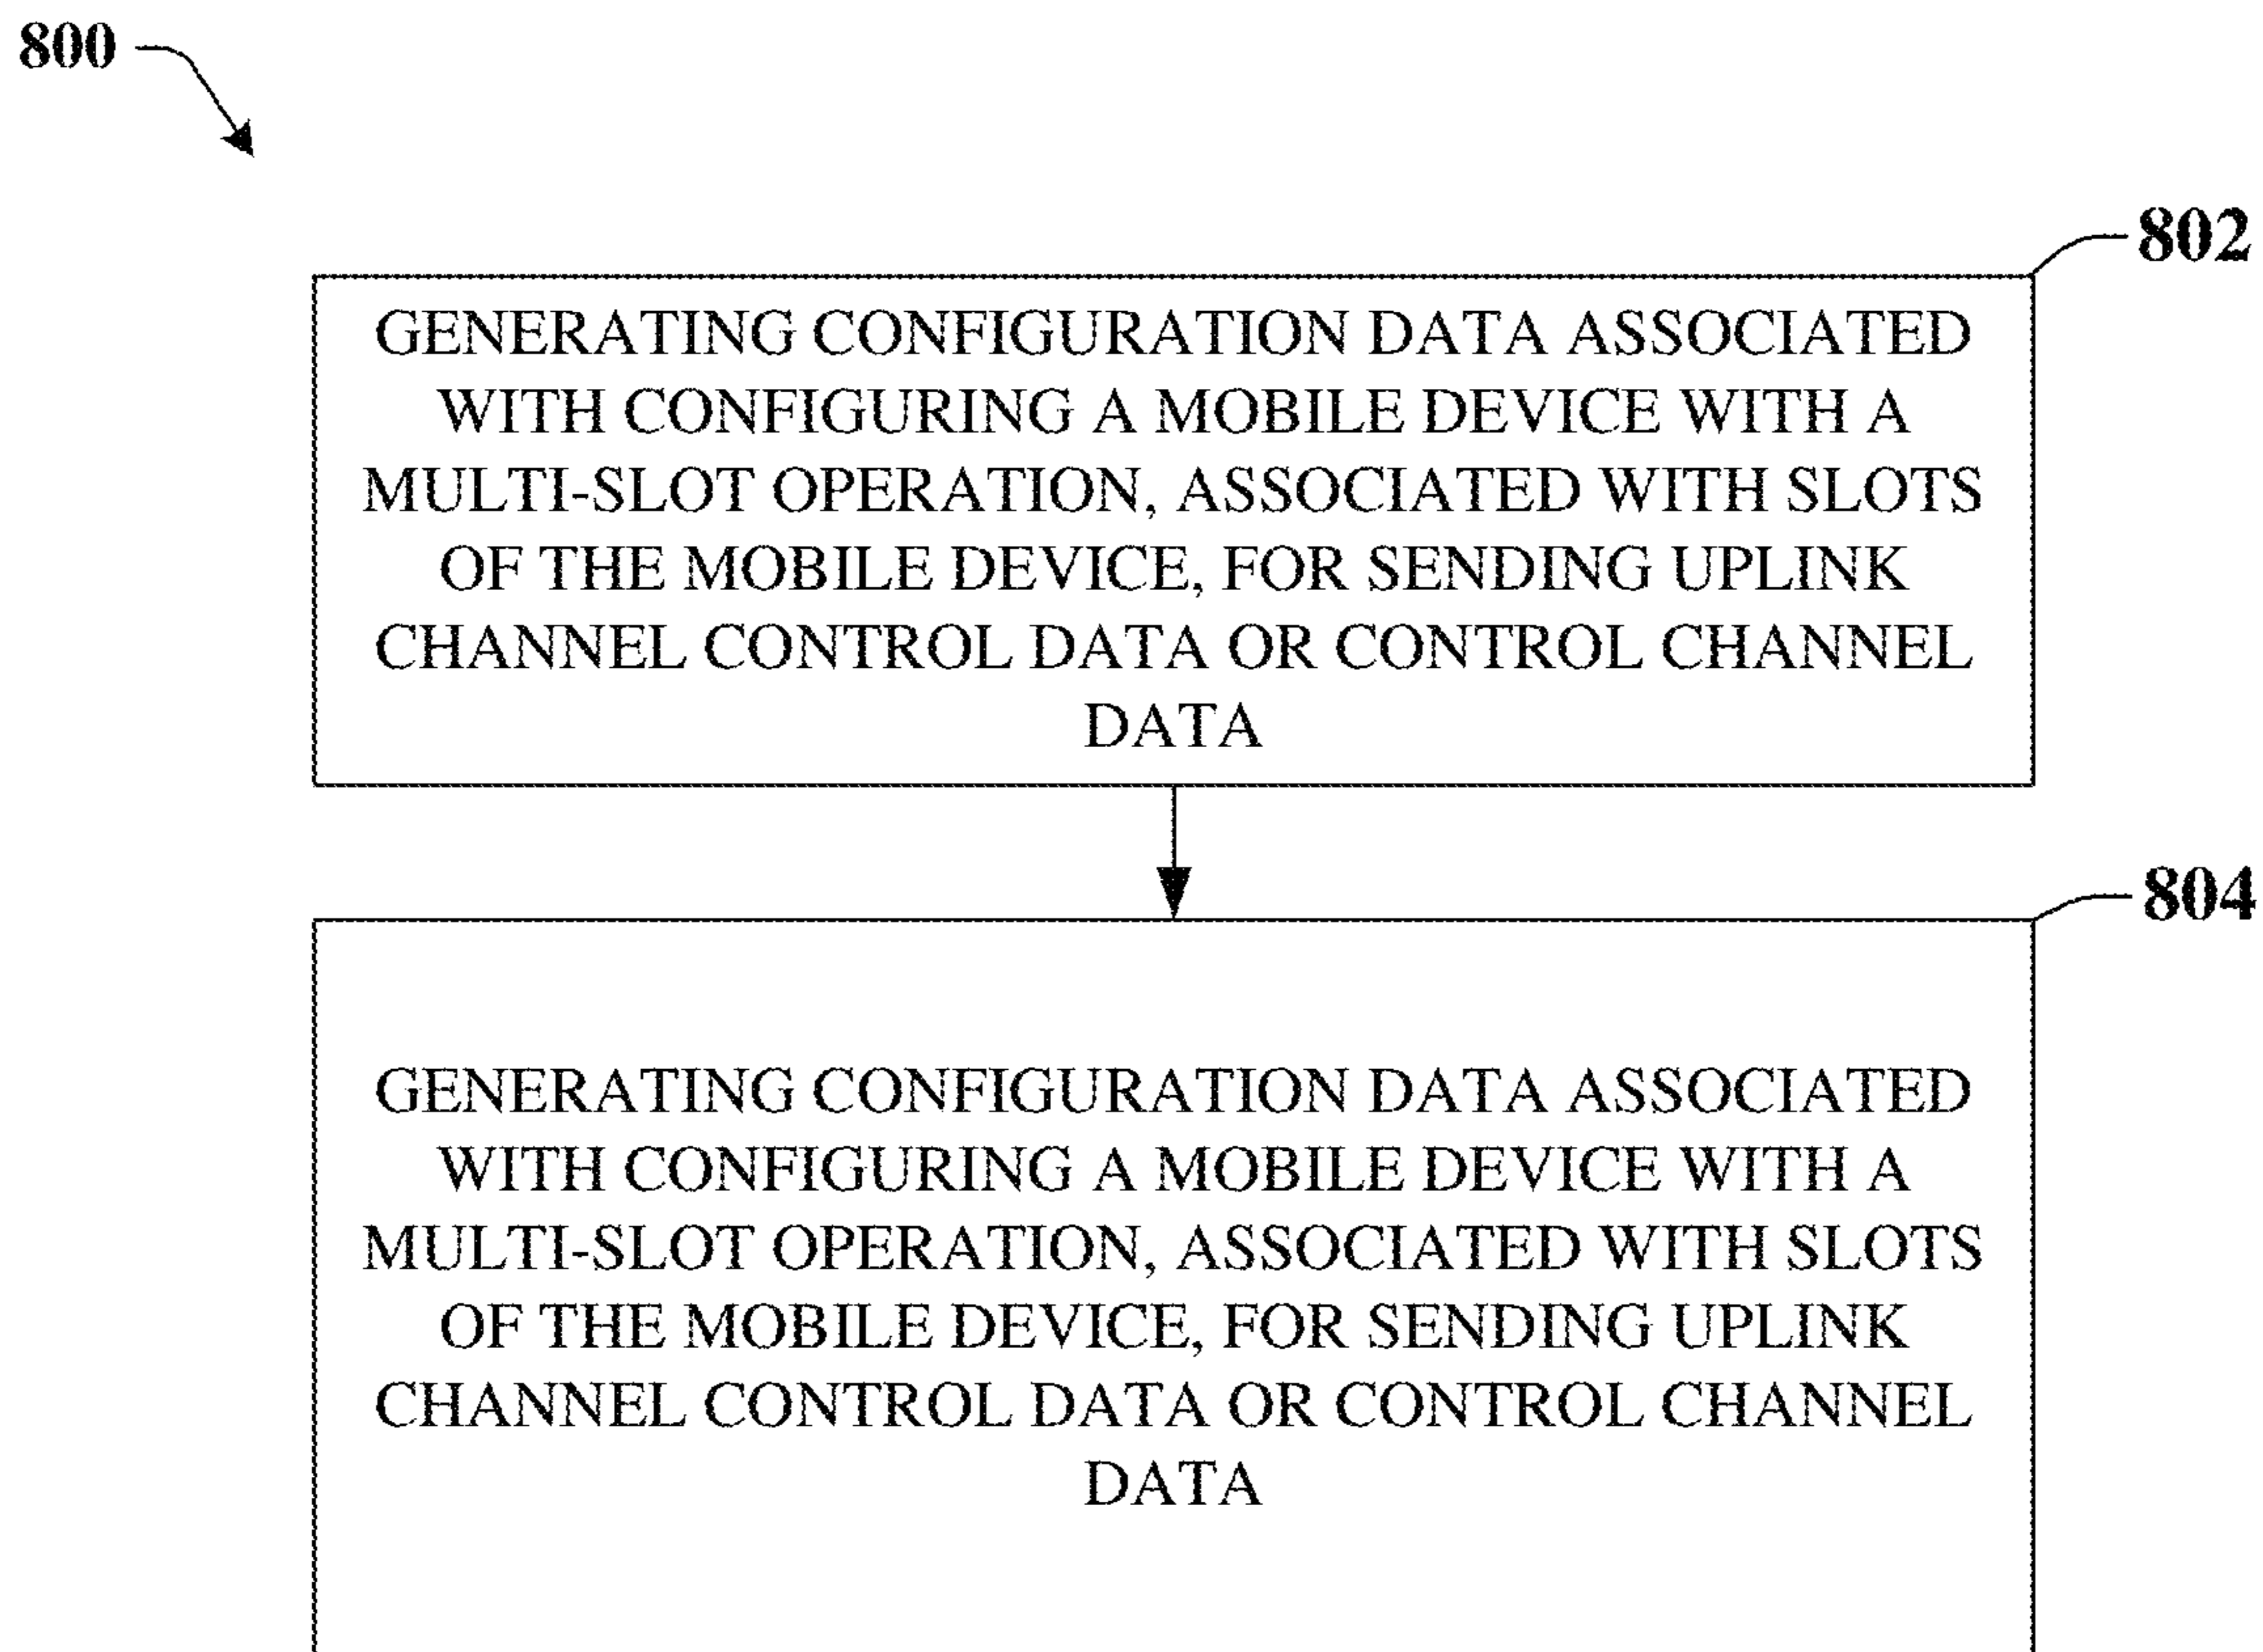 800
802
GENERATING CONFIGURATION DATA ASSOCIATED
WITH CONFIGURING A MOBILE DEVICE WITH A
MULTI-SLOT OPERATION, ASSOCIATED WITH SLOTS
OF THE MOBILE DEVICE, FOR SENDING UPLINK
CHANNEL CONTROL DATA OR CONTROL CHANNEL
DATA
804
GENERATING CONFIGURATION DATA ASSOCIATED
WITH CONFIGURING A MOBILE DEVICE WITH A
MULTI-SLOT OPERATION, ASSOCIATED WITH SLOTS
OF THE MOBILE DEVICE, FOR SENDING UPLINK
CHANNEL CONTROL DATA OR CONTROL CHANNEL
DATA